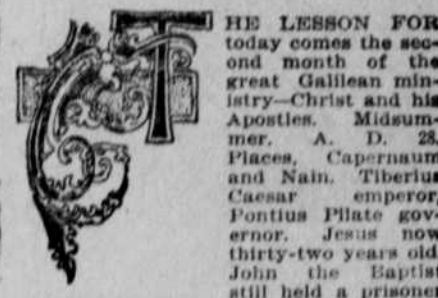 THE LESSON FOR
today comes the sec-
ond month of the
great Galilean min-
istry—Christ and his
Apostles. Midsum-
mer, A. D. 28.
Places, Capernaum
and Nain. Tiberius
Caesar emperor,
Pontius Pilate gov-
ernor. Jesus now
thirty-two years old.
John the Baptist
still held a prisoner